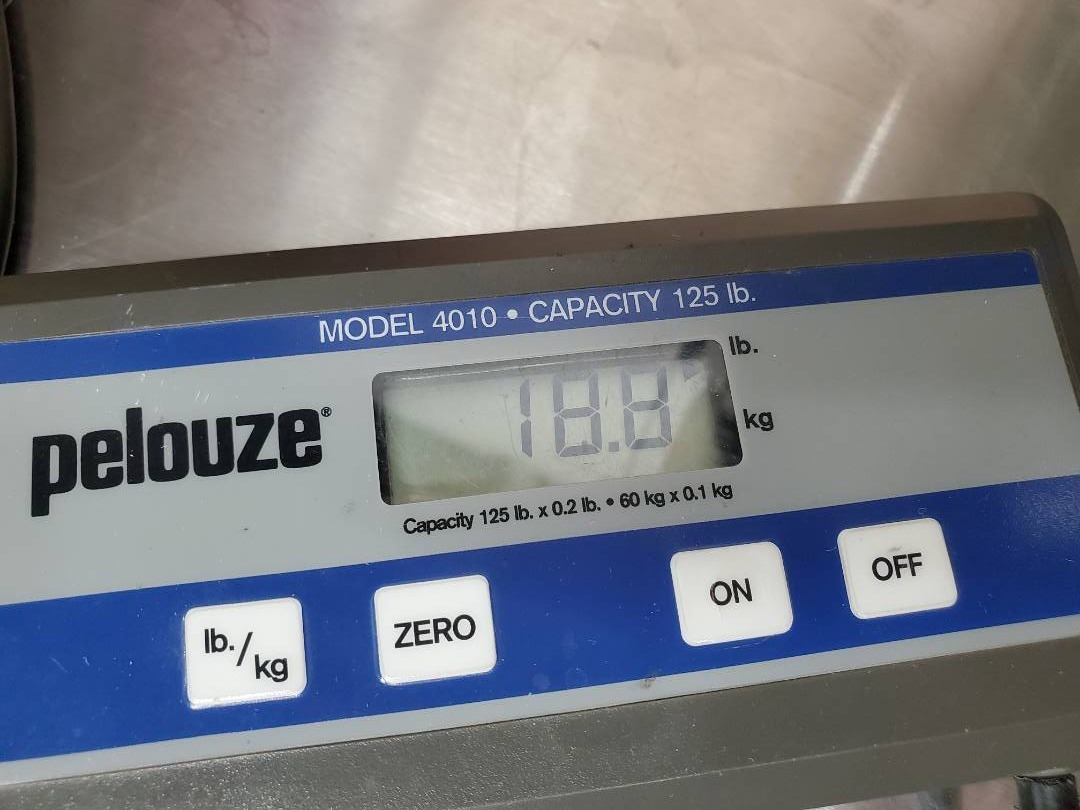 MODEL 4010 • CAPACITY 125 lb.
lb.
18.8
kg
pelouze®
Capacity 125 lb. x 0.2 lb. • 60 kg x 0.1 kg
lb./kg
ZERO
ON
OFF